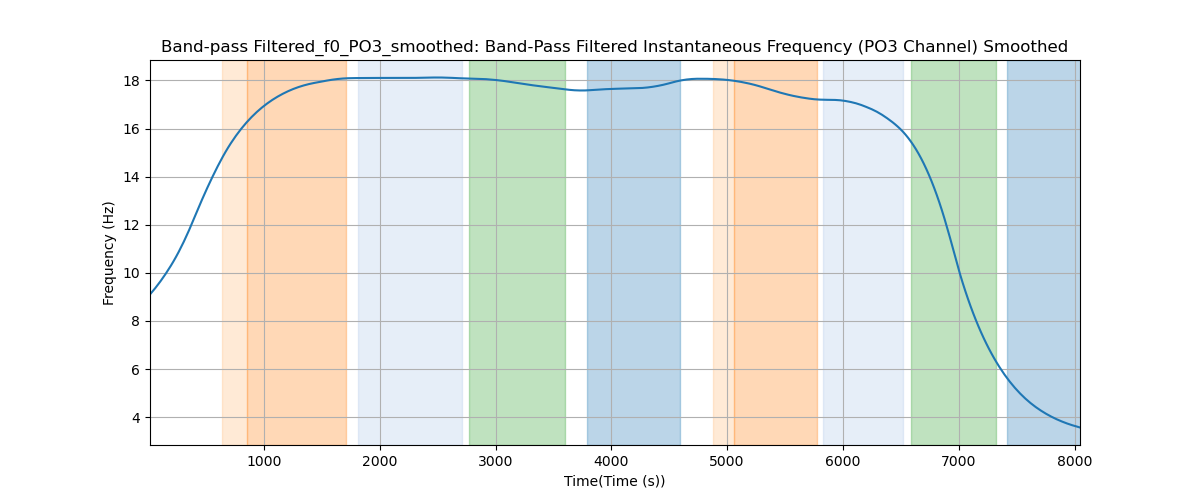 Band-pass Filtered_f0_PO3_smoothed: Band-Pass Filtered Instantaneous Frequency (PO3 Channel) Smoothed
Frequency (Hz)
18
16
14
12
10
8
6
4
1000 2000 3000 4000 5000 6000 7000 8000
Time(Time (s))